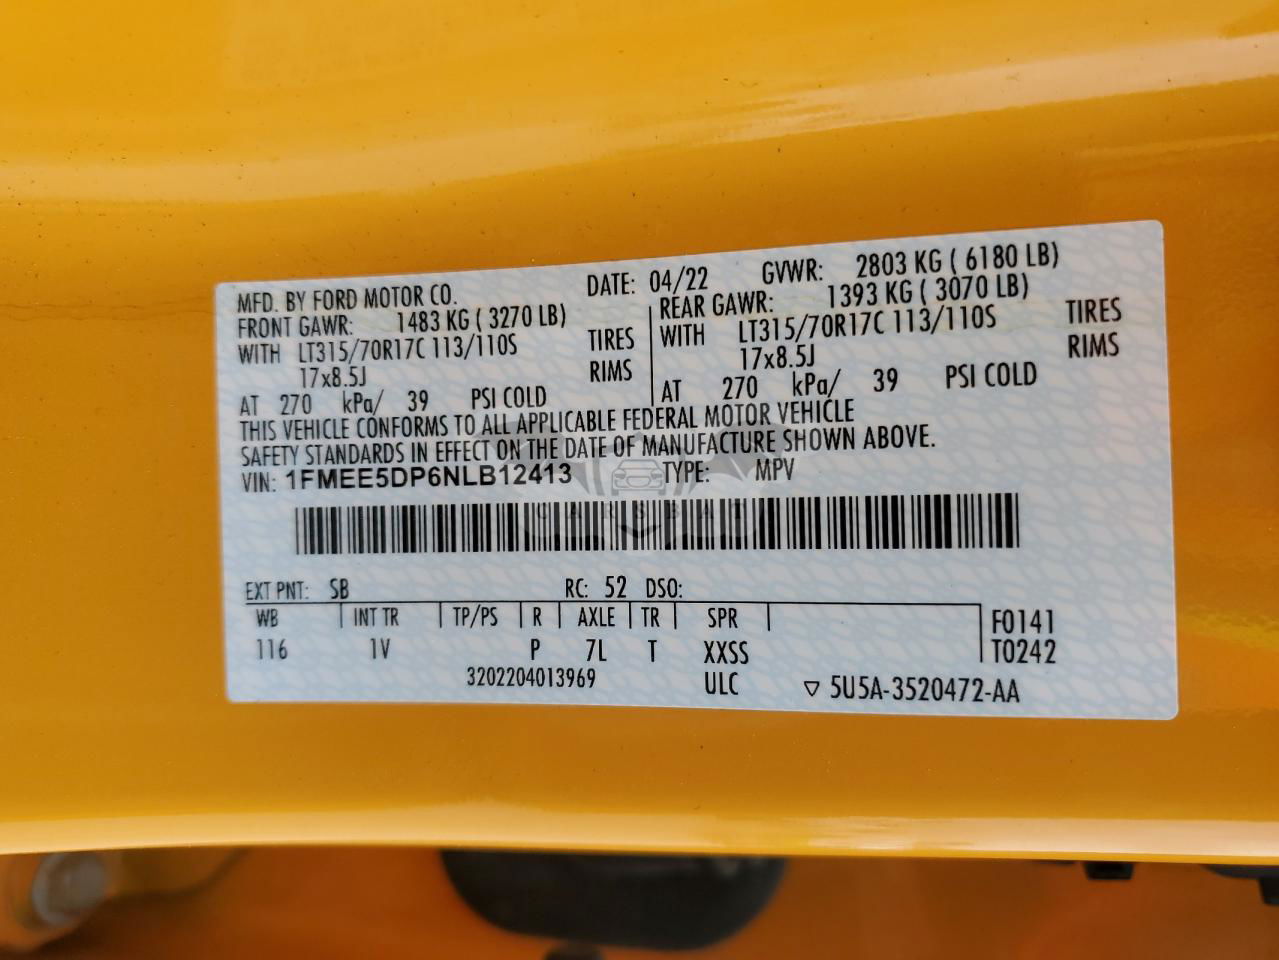 MFD. BY FORD MOTOR CO. DATE: 04/22 GVWR: 2803 KG ( 6180 LB)
FRONT GAWR: 1483 KG ( 3270 LB) REAR GAWR: 1393 KG ( 3070 LB)
WITH LT315/70R17C 113/110S TIRES WITH LT315/70R17C 113/110S TIRES
17x8.5J RIMS 17x8.5J RIMS
AT 270 kPa/ 39 PSI COLD AT 270 kPa/ 39 PSI COLD
THIS VEHICLE CONFORMS TO ALL APPLICABLE FEDERAL MOTOR VEHICLE
SAFETY STANDARDS IN EFFECT ON THE DATE OF MANUFACTURE SHOWN ABOVE.
VIN: 1FMEE5DP6NLB12413 TYPE: MPV
CARSBAT
EXT PNT: SB RC: 52 DSO:
WB INT TR TP/PS R AXLE TR SPR F0141
116 1V P 7L T XXSS T0242
3202204013969 ULC ▽ 5U5A-3520472-AA